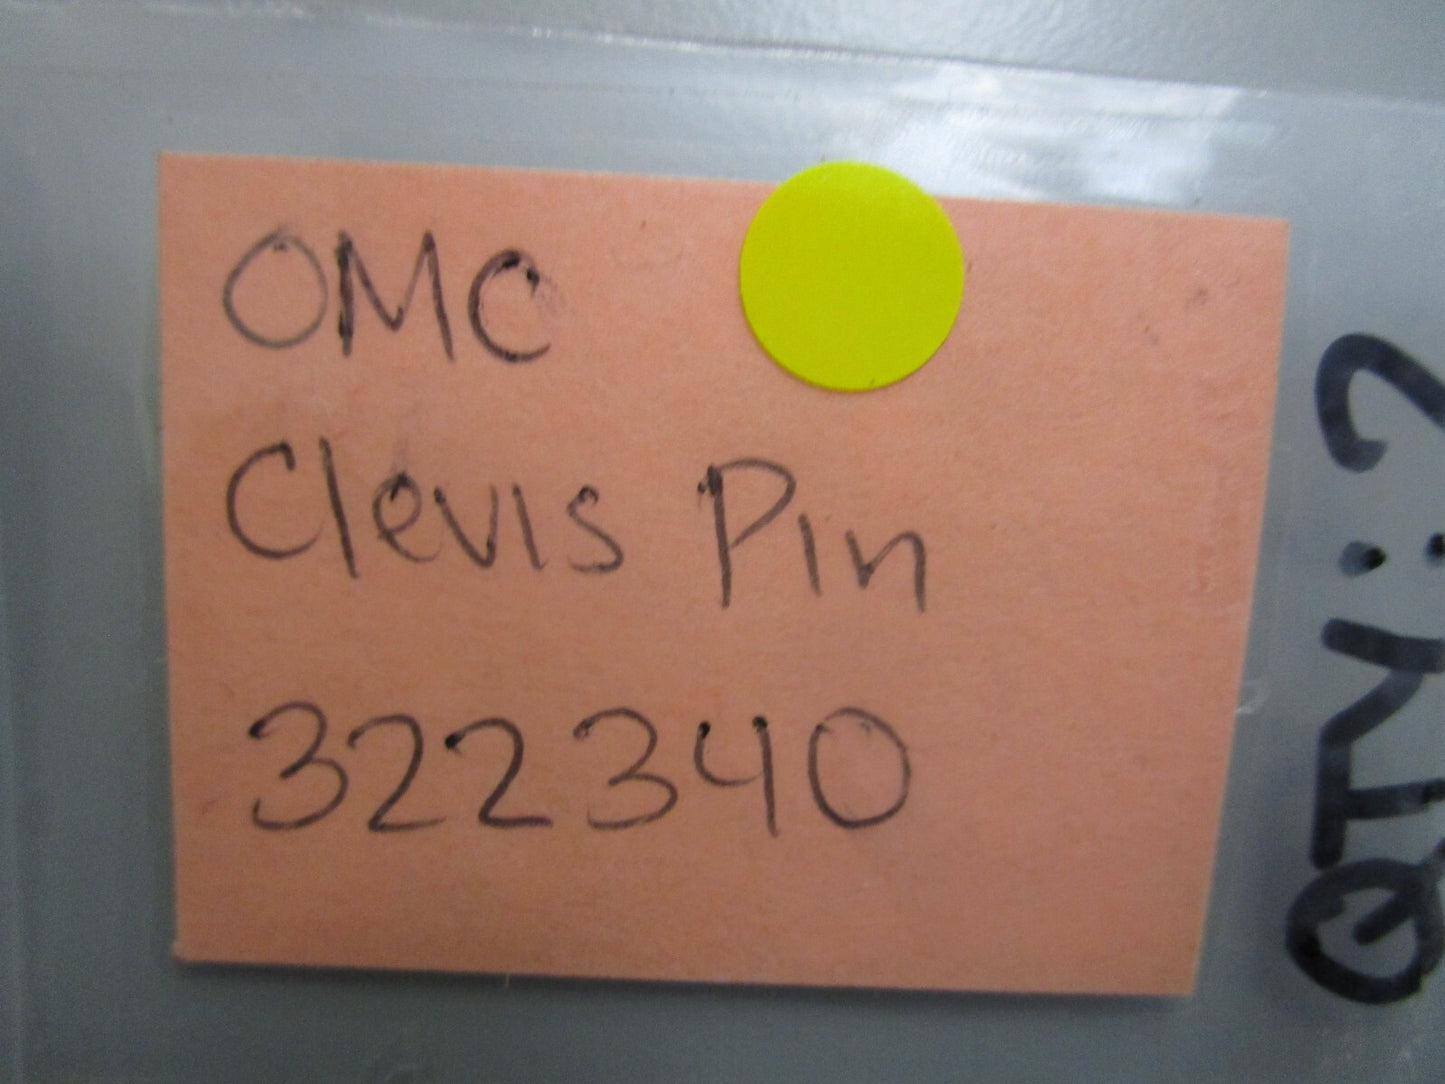 OMC
Clevis Pin
322340
QTY: 2